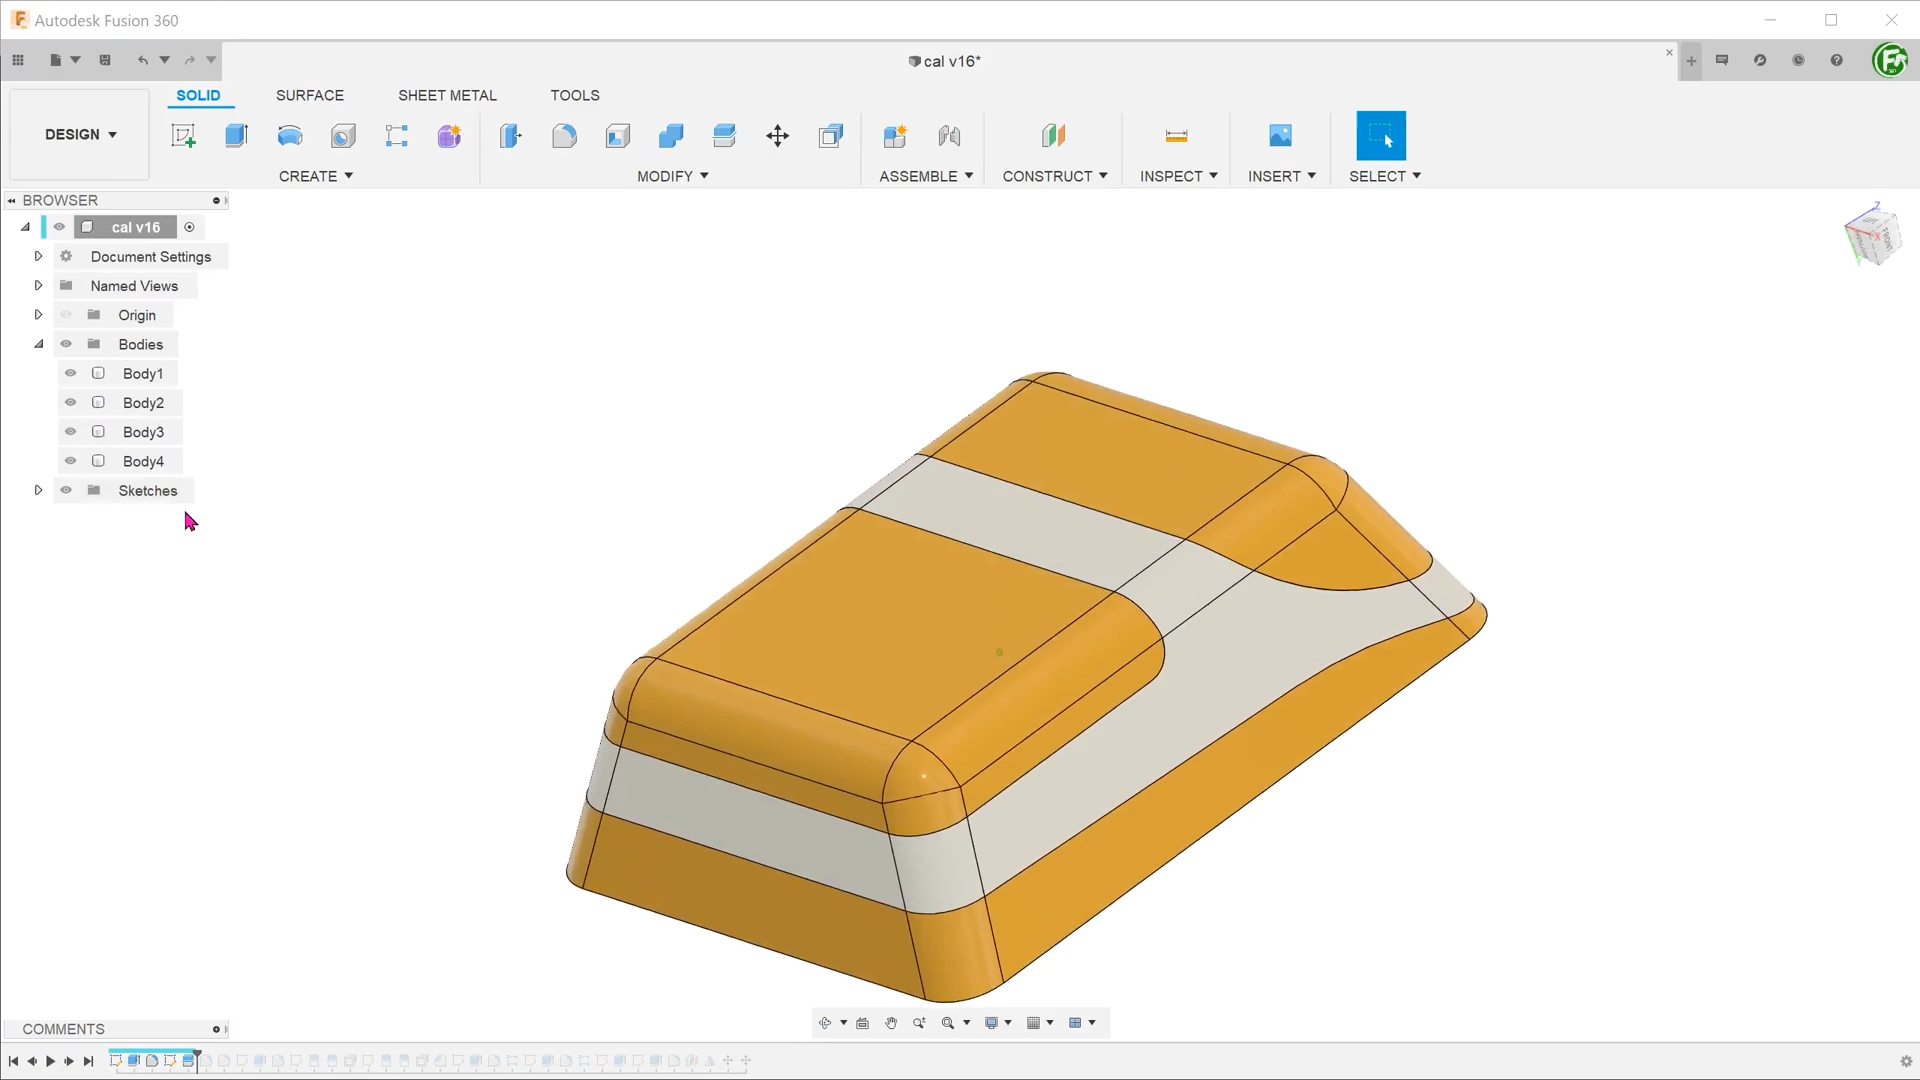 Autodesk Fusion 360
cal v16*
DESIGN
SOLID SURFACE SHEET METAL TOOLS
CREATE MODIFY ASSEMBLE CONSTRUCT INSPECT INSERT SELECT
BROWSER
cal v16
Document Settings
Named Views
Origin
Bodies
Body1
Body2
Body3
Body4
Sketches
Z
FRONT
COMMENTS